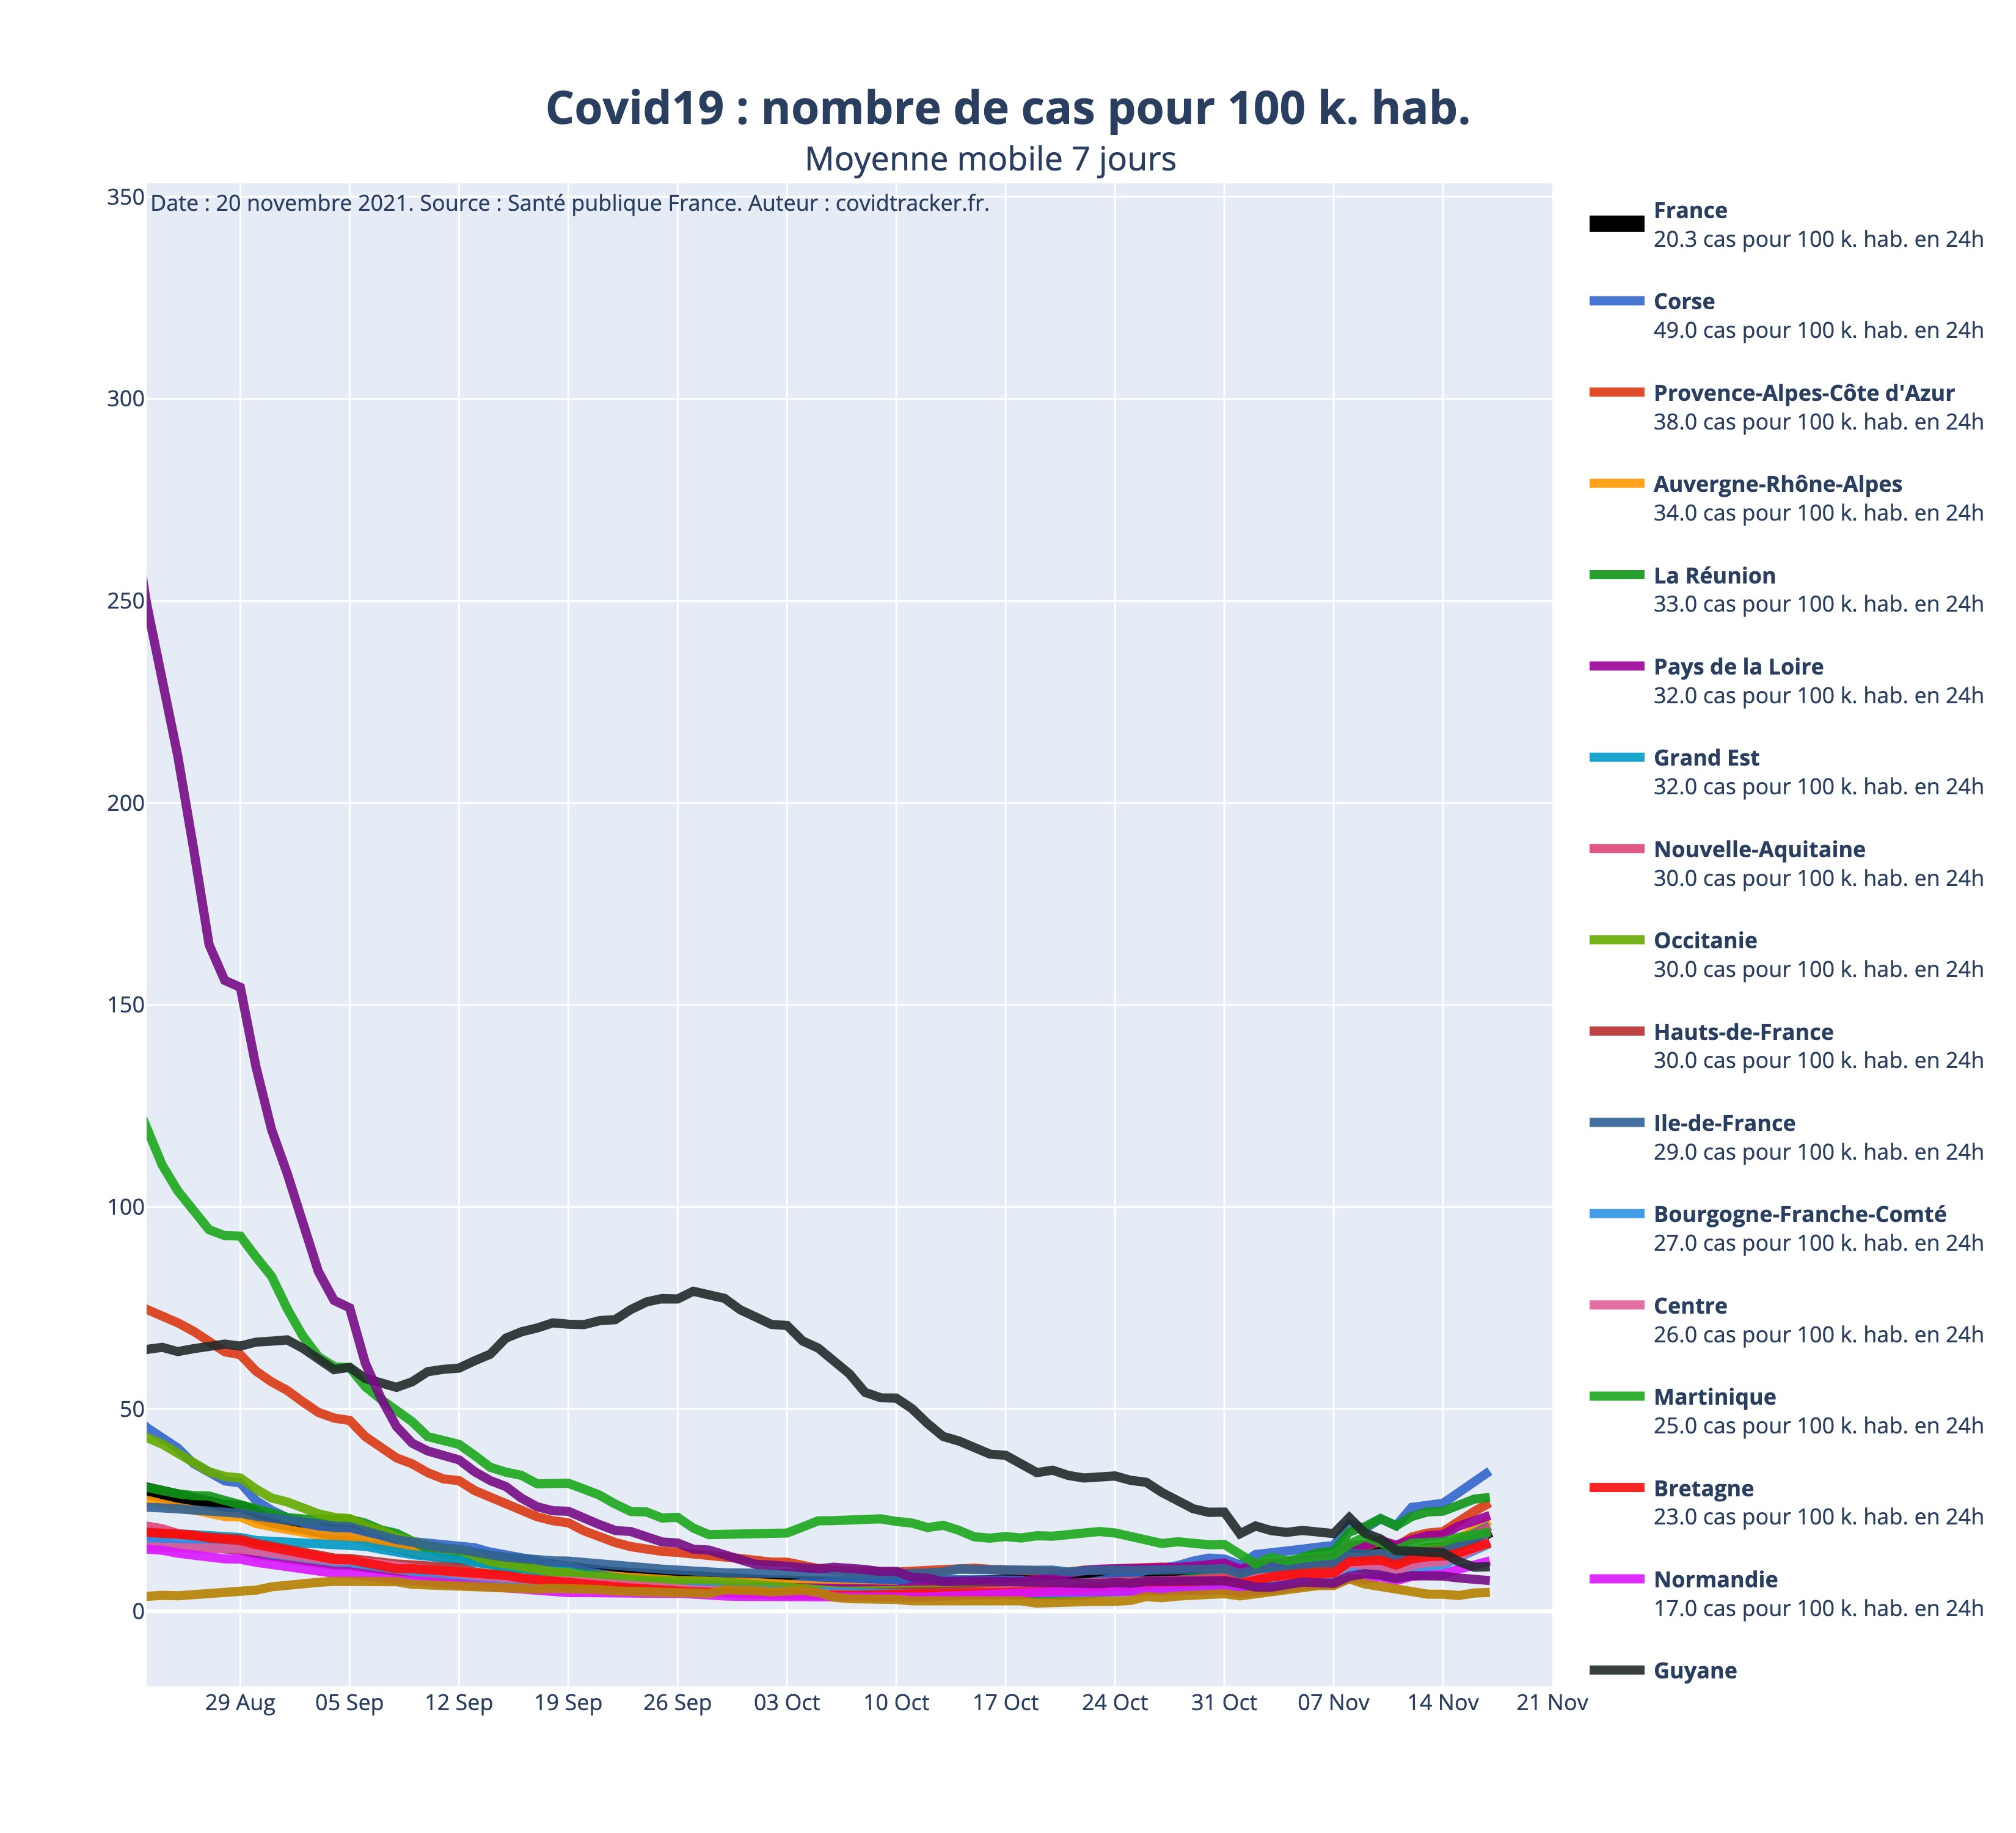 Covid19 : nombre de cas pour 100 k. hab.
Moyenne mobile 7 jours
Date : 20 novembre 2021. Source : Santé publique France. Auteur : covidtracker.fr.
350
300
250
200
150
100
50
0
29 Aug
05 Sep
12 Sep
19 Sep
26 Sep
03 Oct
10 Oct
17 Oct
24 Oct
31 Oct
07 Nov
14 Nov
21 Nov
France
20.3 cas pour 100 k. hab. en 24h
Corse
49.0 cas pour 100 k. hab. en 24h
Provence-Alpes-Côte d'Azur
38.0 cas pour 100 k. hab. en 24h
Auvergne-Rhône-Alpes
34.0 cas pour 100 k. hab. en 24h
La Réunion
33.0 cas pour 100 k. hab. en 24h
Pays de la Loire
32.0 cas pour 100 k. hab. en 24h
Grand Est
32.0 cas pour 100 k. hab. en 24h
Nouvelle-Aquitaine
30.0 cas pour 100 k. hab. en 24h
Occitanie
30.0 cas pour 100 k. hab. en 24h
Hauts-de-France
30.0 cas pour 100 k. hab. en 24h
Ile-de-France
29.0 cas pour 100 k. hab. en 24h
Bourgogne-Franche-Comté
27.0 cas pour 100 k. hab. en 24h
Centre
26.0 cas pour 100 k. hab. en 24h
Martinique
25.0 cas pour 100 k. hab. en 24h
Bretagne
23.0 cas pour 100 k. hab. en 24h
Normandie
17.0 cas pour 100 k. hab. en 24h
Guyane